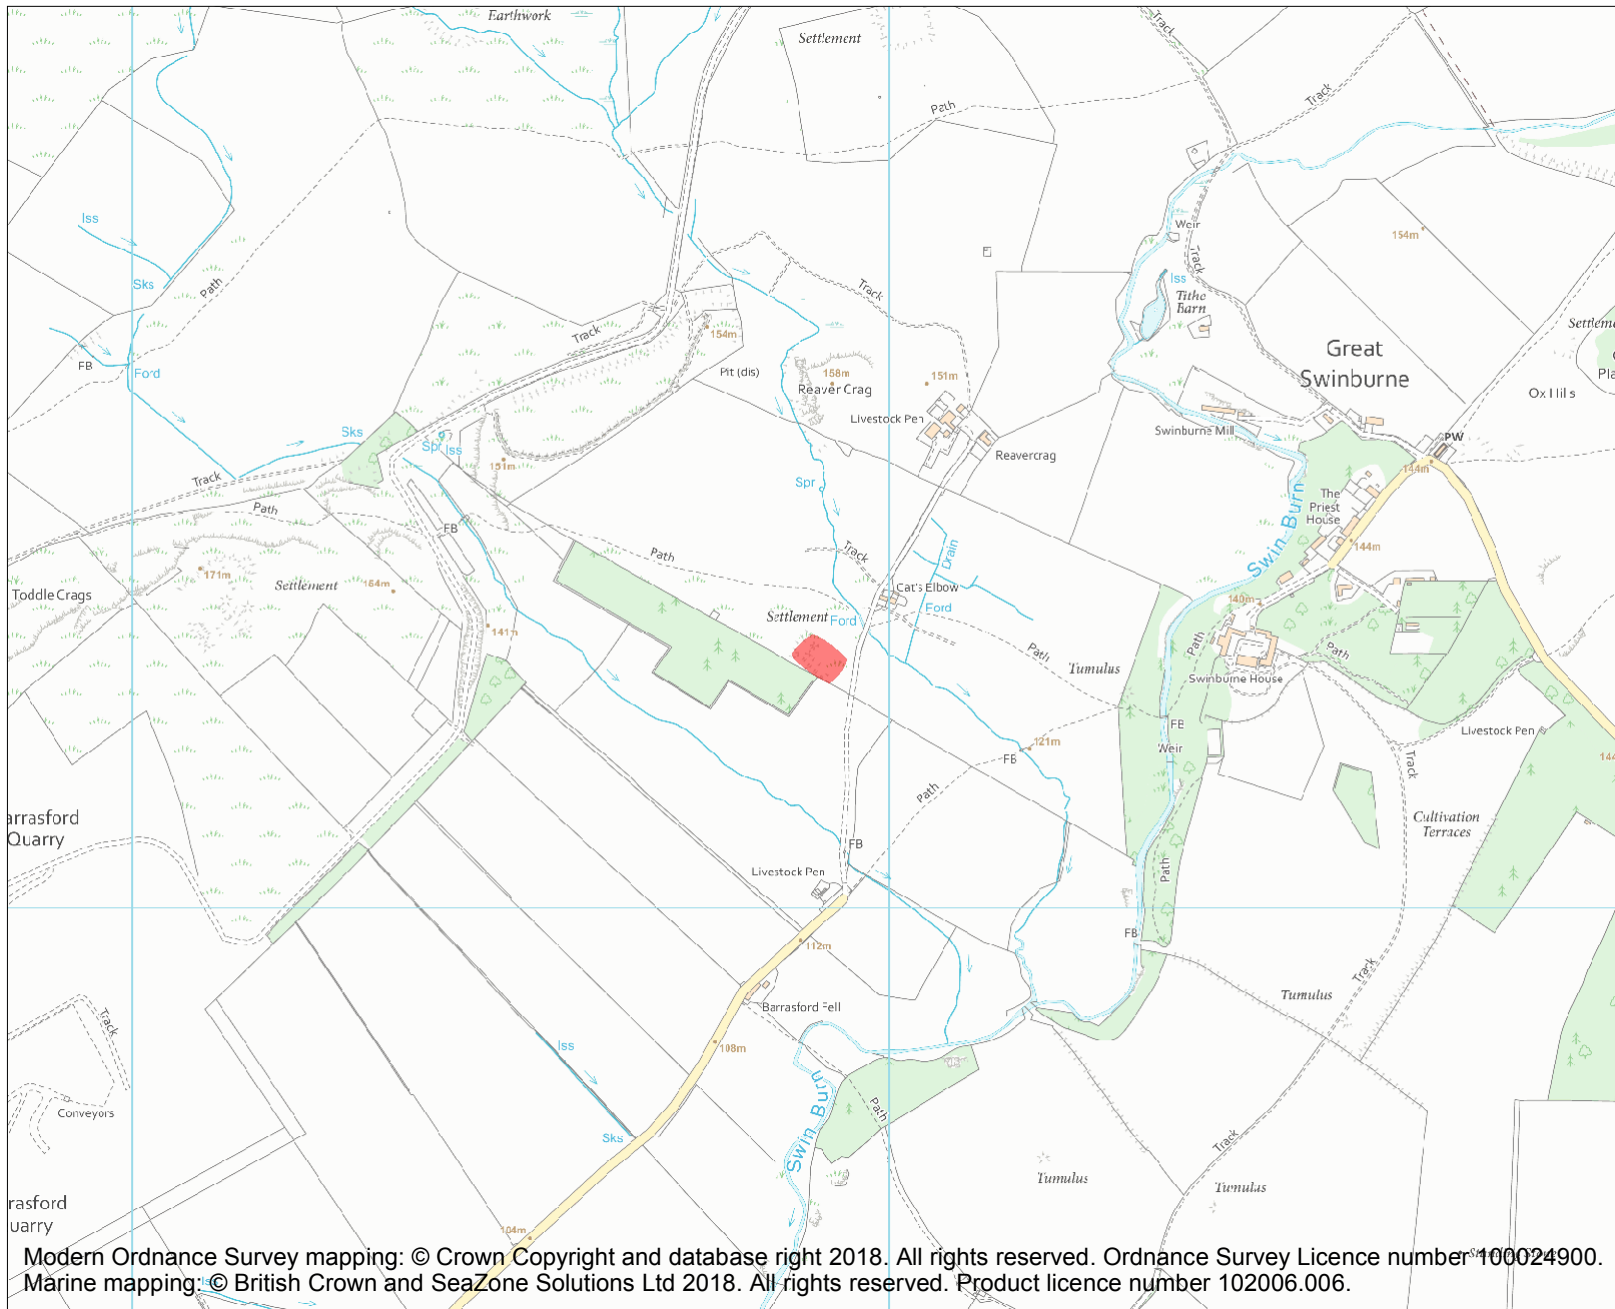 Earthwork
Settlement
Track
Path
Track
Iss
Sks
Path
Weir
Track
Iss
Tithe
Barn
154m
Track
Track
154m
Pit (dis)
158m
Reaver Crag
151m
Livestock Pen
Reavercrag
Great
Swinburne
Swinburne Mill
Ox Hills
PW
144m
FB
Ford
Sks
Spr
Iss
151m
Track
Path
FB
Spr
The
Priest
House
144m
Swin Burn
Drain
Track
Path
171m
Toddle Crags
Settlement
164m
141m
Cat's Elbow
Settlement
Ford
Ford
140m
Path
Path
Path
Tumulus
Swinburne House
FB
Weir
Livestock Pen
Track
121m
FB
Path
144
arrasford
Quarry
Cultivation
Terraces
FB
Livestock Pen
Path
112m
FB
Track
Tumulus
Barrasford Fell
Track
108m
Iss
Swin Burn
Path
Conveyors
Sks
Track
Tumulus
Tumulus
rasford
uarry
104m
Modern Ordnance Survey mapping: © Crown Copyright and database right 2018. All rights reserved. Ordnance Survey Licence number 100024900.
Marine mapping: © British Crown and SeaZone Solutions Ltd 2018. All rights reserved. Product licence number 102006.006.